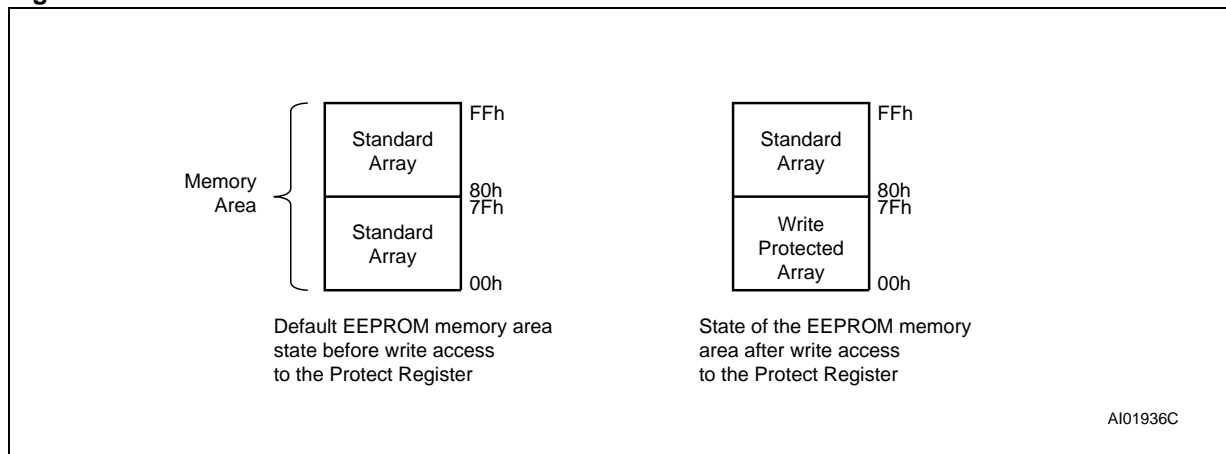 FFh
Standard
Array
80h
Memory
Area
7Fh
Standard
Array
00h
Default EEPROM memory area
state before write access
to the Protect Register
FFh
Standard
Array
80h
7Fh
Write
Protected
Array
00h
State of the EEPROM memory
area after write access
to the Protect Register
AI01936C